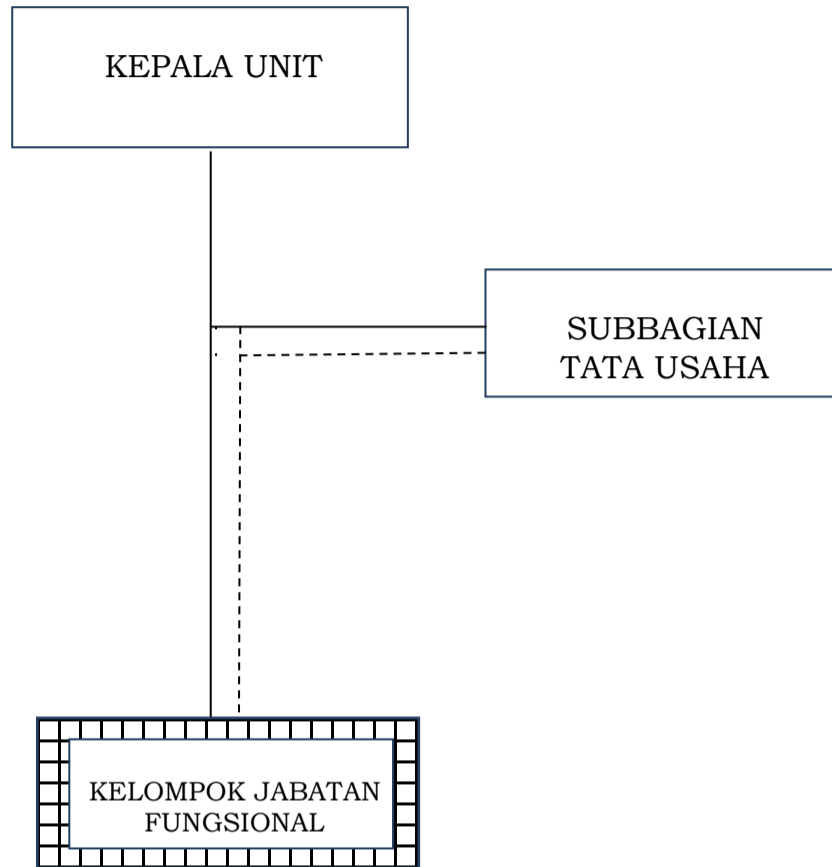 KEPALA UNIT
SUBBAGIAN
TATA USAHA
KELOMPOK JABATAN
FUNGSIONAL